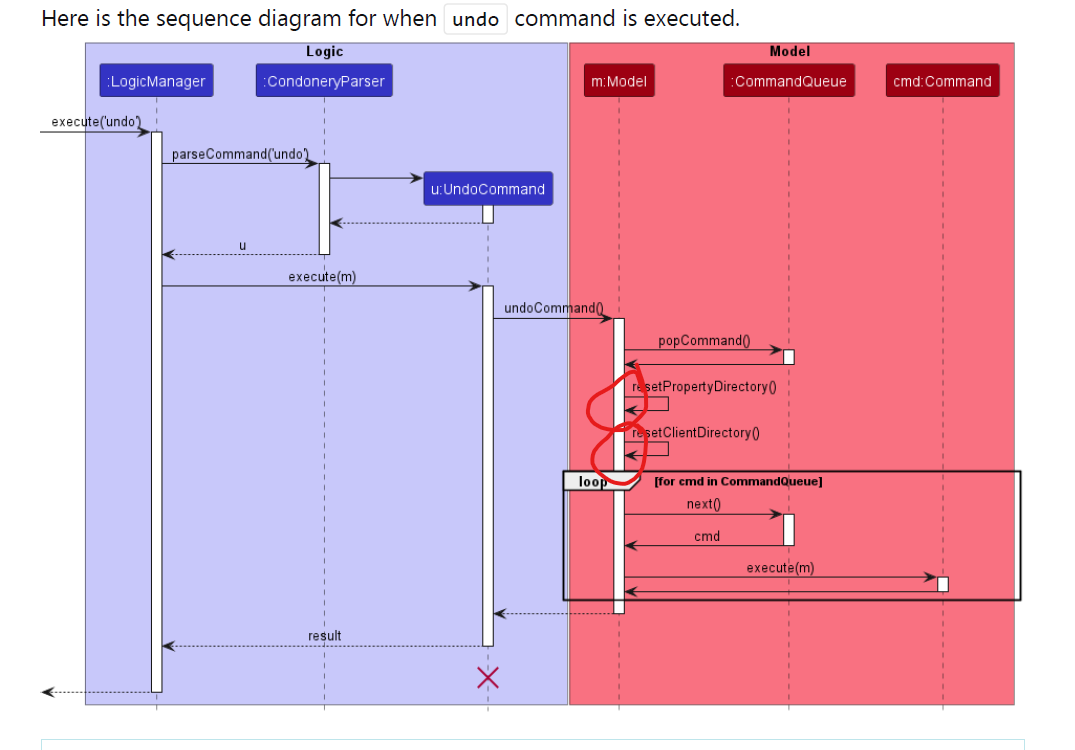 Here is the sequence diagram for when undo command is executed.
Logic
Model
:LogicManager
:CondoneryParser
m:Model
:CommandQueue
cmd:Command
execute('undo')
parseCommand('undo')
u:UndoCommand
u
execute(m)
undoCommand()
popCommand()
resetPropertyDirectory()
resetClientDirectory()
loop
[for cmd in CommandQueue]
next()
cmd
execute(m)
result